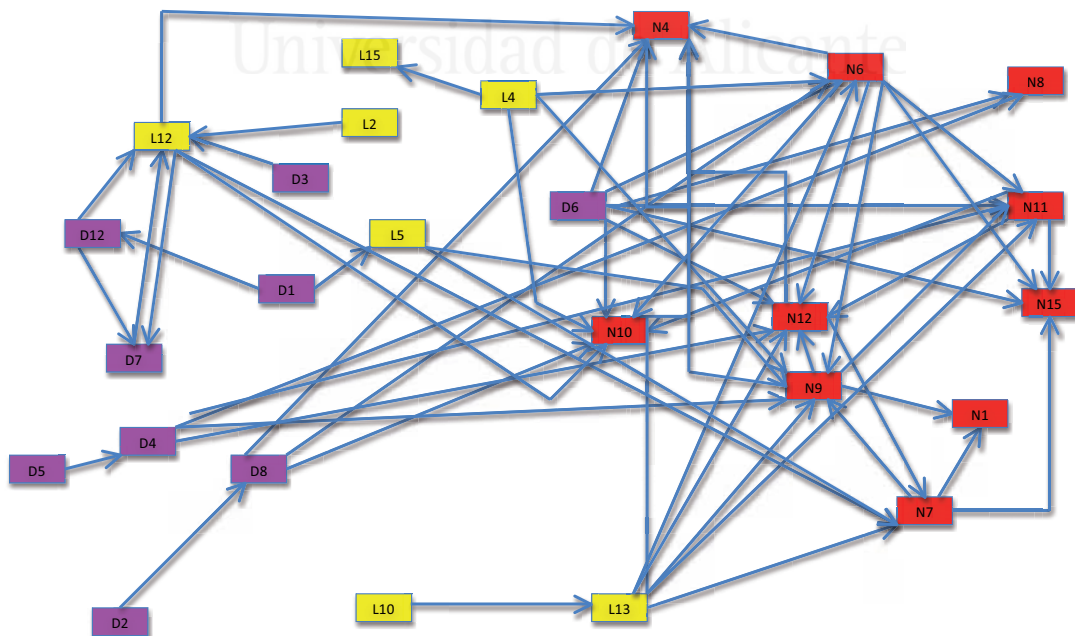 Universidad de Alicante
N4
L15
N6
N8
L4
L2
L12
D3
D6
N11
D12
L5
D1
N15
N12
N10
D7
N9
N1
D4
D5
D8
N7
L10
L13
D2